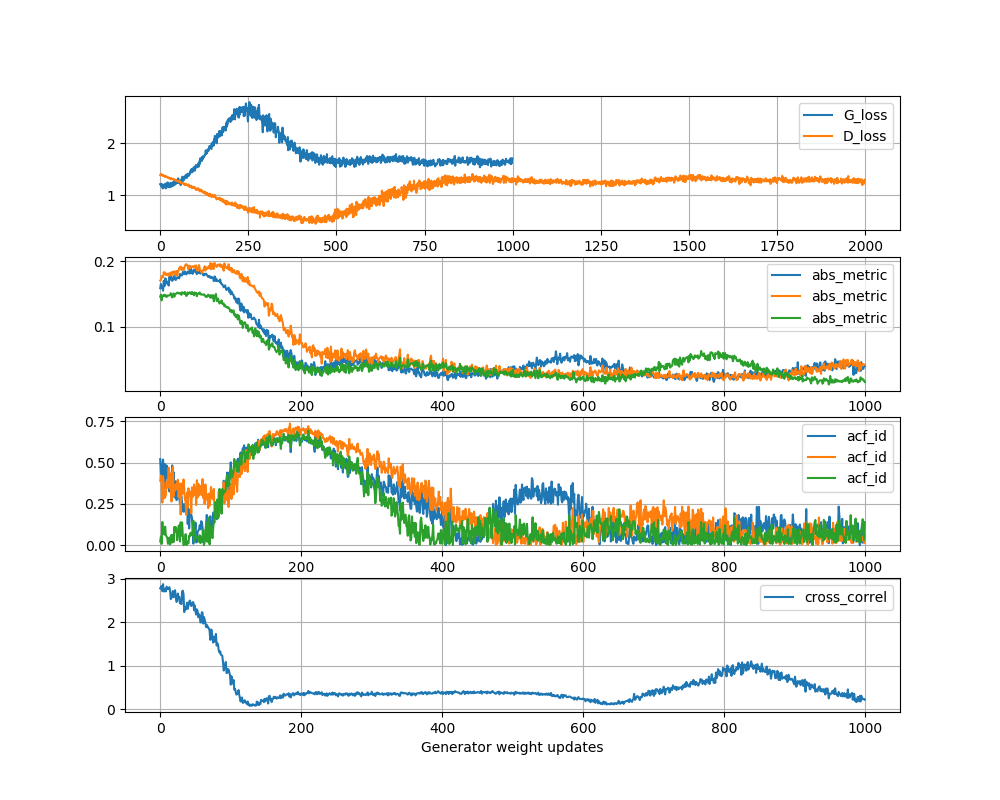 G_loss
D_loss
2
1
0 250 500 750 1000 1250 1500 1750 2000
abs_metric
abs_metric
abs_metric
0.2
0.1
0 200 400 600 800 1000
acf_id
acf_id
acf_id
0.75
0.50
0.25
0.00
0 200 400 600 800 1000
cross_correl
3
2
1
0
0 200 400 600 800 1000
Generator weight updates